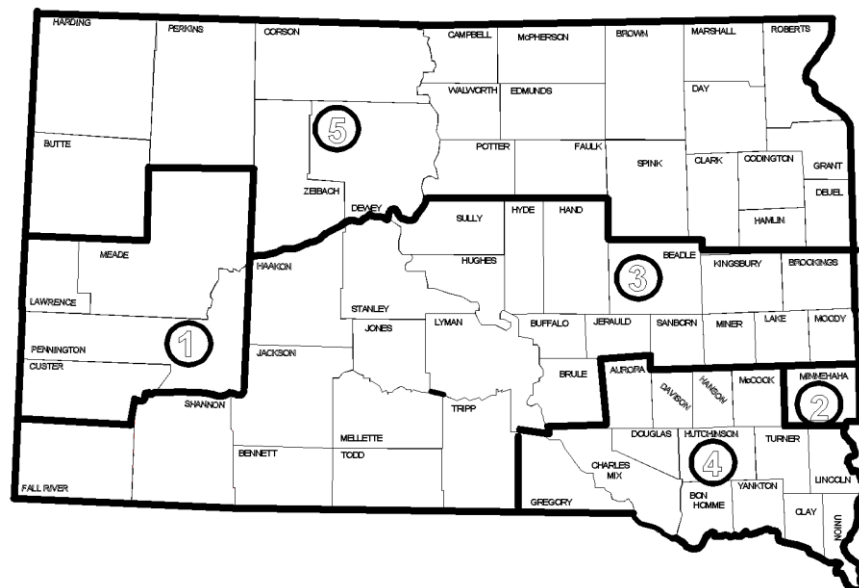 HARDING
PERKINS
CORSON
CAMPBELL
McPHERSON
BROWN
MARSHALL
ROBERTS
WALWORTH
EDMUNDS
DAY
BUTTE
5
POTTER
FAULK
SPINK
CLARK
CODINGTON
GRANT
ZEIBACH
DEWEY
DEUEL
HAMLIN
SULLY
HYDE
HAND
MEADE
HAAKON
HUGHES
3
BEADLE
KINGSBURY
BROOKINGS
LAWRENCE
STANLEY
JONES
LYMAN
BUFFALO
JERAULD
SANBORN
MINER
LAKE
MOODY
PENNINGTON
1
CUSTER
JACKSON
BRULE
AURORA
DAVISON
HANSON
McCOOK
MINNEHAHA
2
SHANNON
MELLETTE
TRIPP
DOUGLAS
HUTCHINSON
TURNER
BENNETT
TODD
CHARLES
MIX
4
LINCOLN
FALL RIVER
GREGORY
BON
HOMME
YANKTON
CLAY
UNION